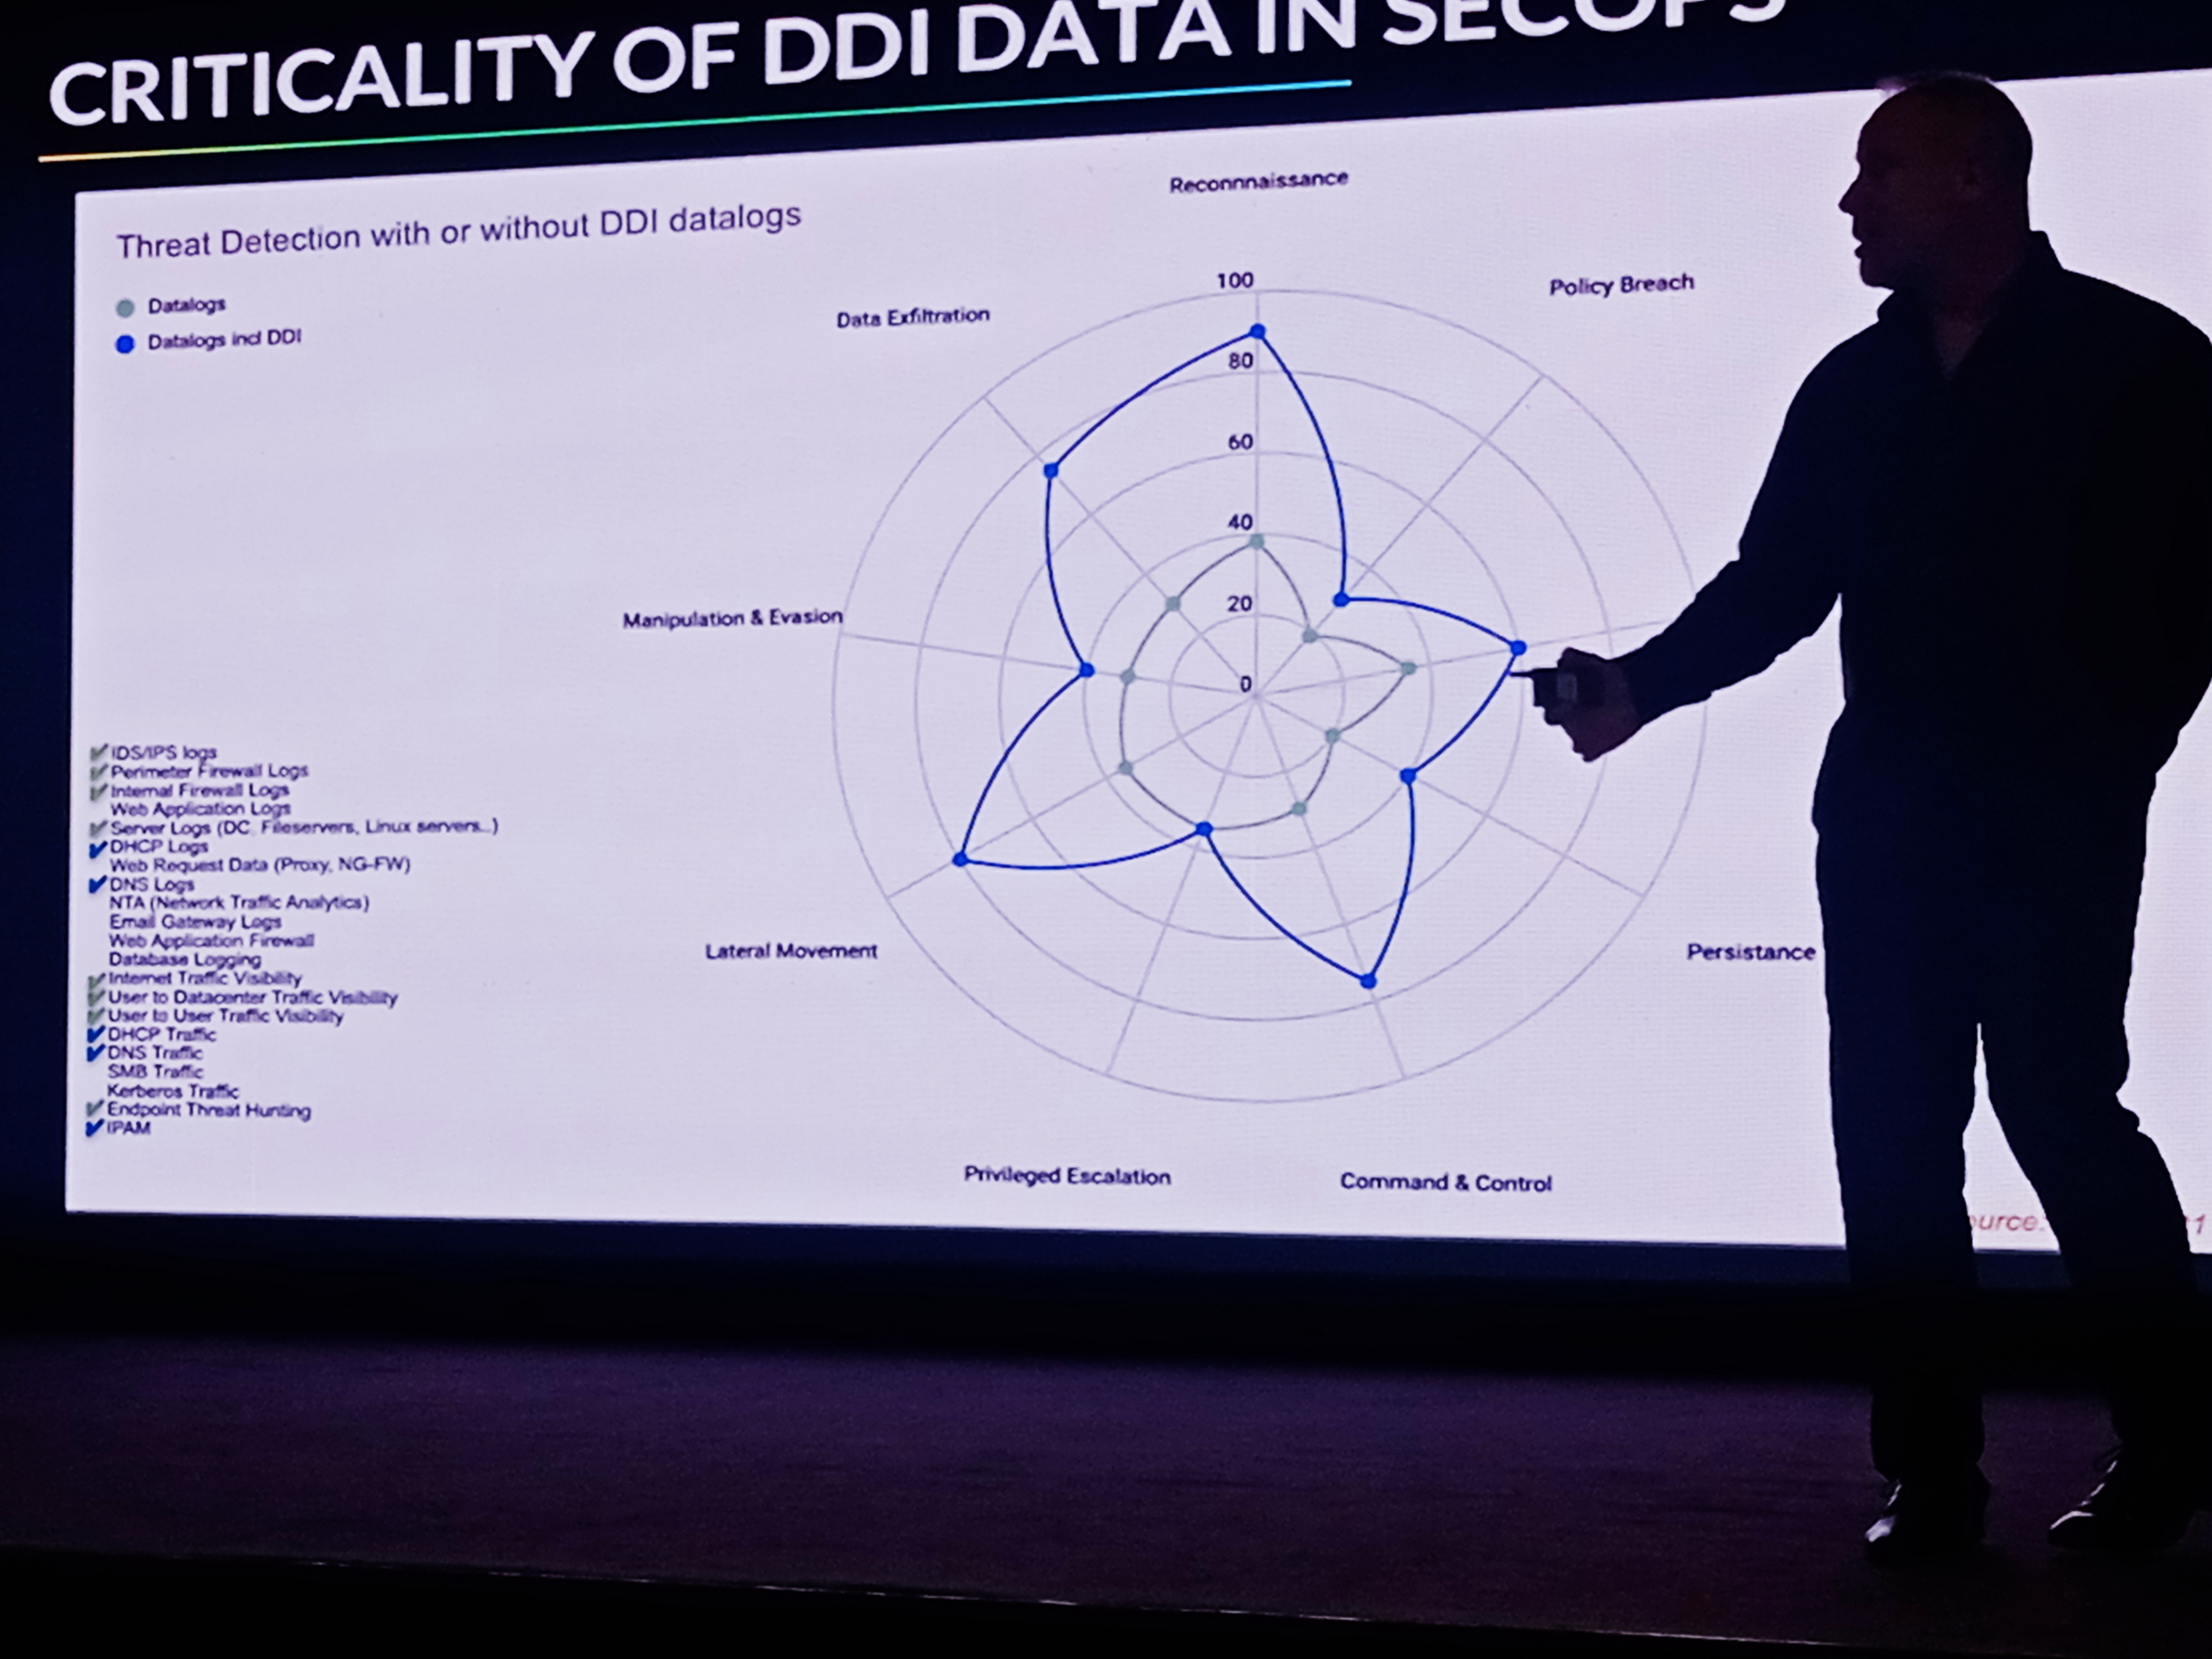 CRITICALITY OF DDI DATA IN SECOPS
Threat Detection with or without DDI datalogs
Datalogs
Datalogs incl DDI
Reconnnaissance
Policy Breach
Data Exfiltration
100
80
60
40
20
0
Manipulation & Evasion
Lateral Movement
Persistance
Privileged Escalation
Command & Control
IDS/IPS logs
Perimeter Firewall Logs
Internal Firewall Logs
Web Application Logs
Server Logs (DC, Fileservers, Linux servers...)
DHCP Logs
Web Request Data (Proxy, NG-FW)
DNS Logs
NTA (Network Traffic Analytics)
Email Gateway Logs
Web Application Firewall
Database Logging
Internet Traffic Visibility
User to Datacenter Traffic Visibility
User to User Traffic Visibility
DHCP Traffic
DNS Traffic
SMB Traffic
Kerberos Traffic
Endpoint Threat Hunting
IPAM